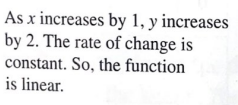 As x increases by 1, y increases
by 2. The rate of change is
constant. So, the function
is linear.